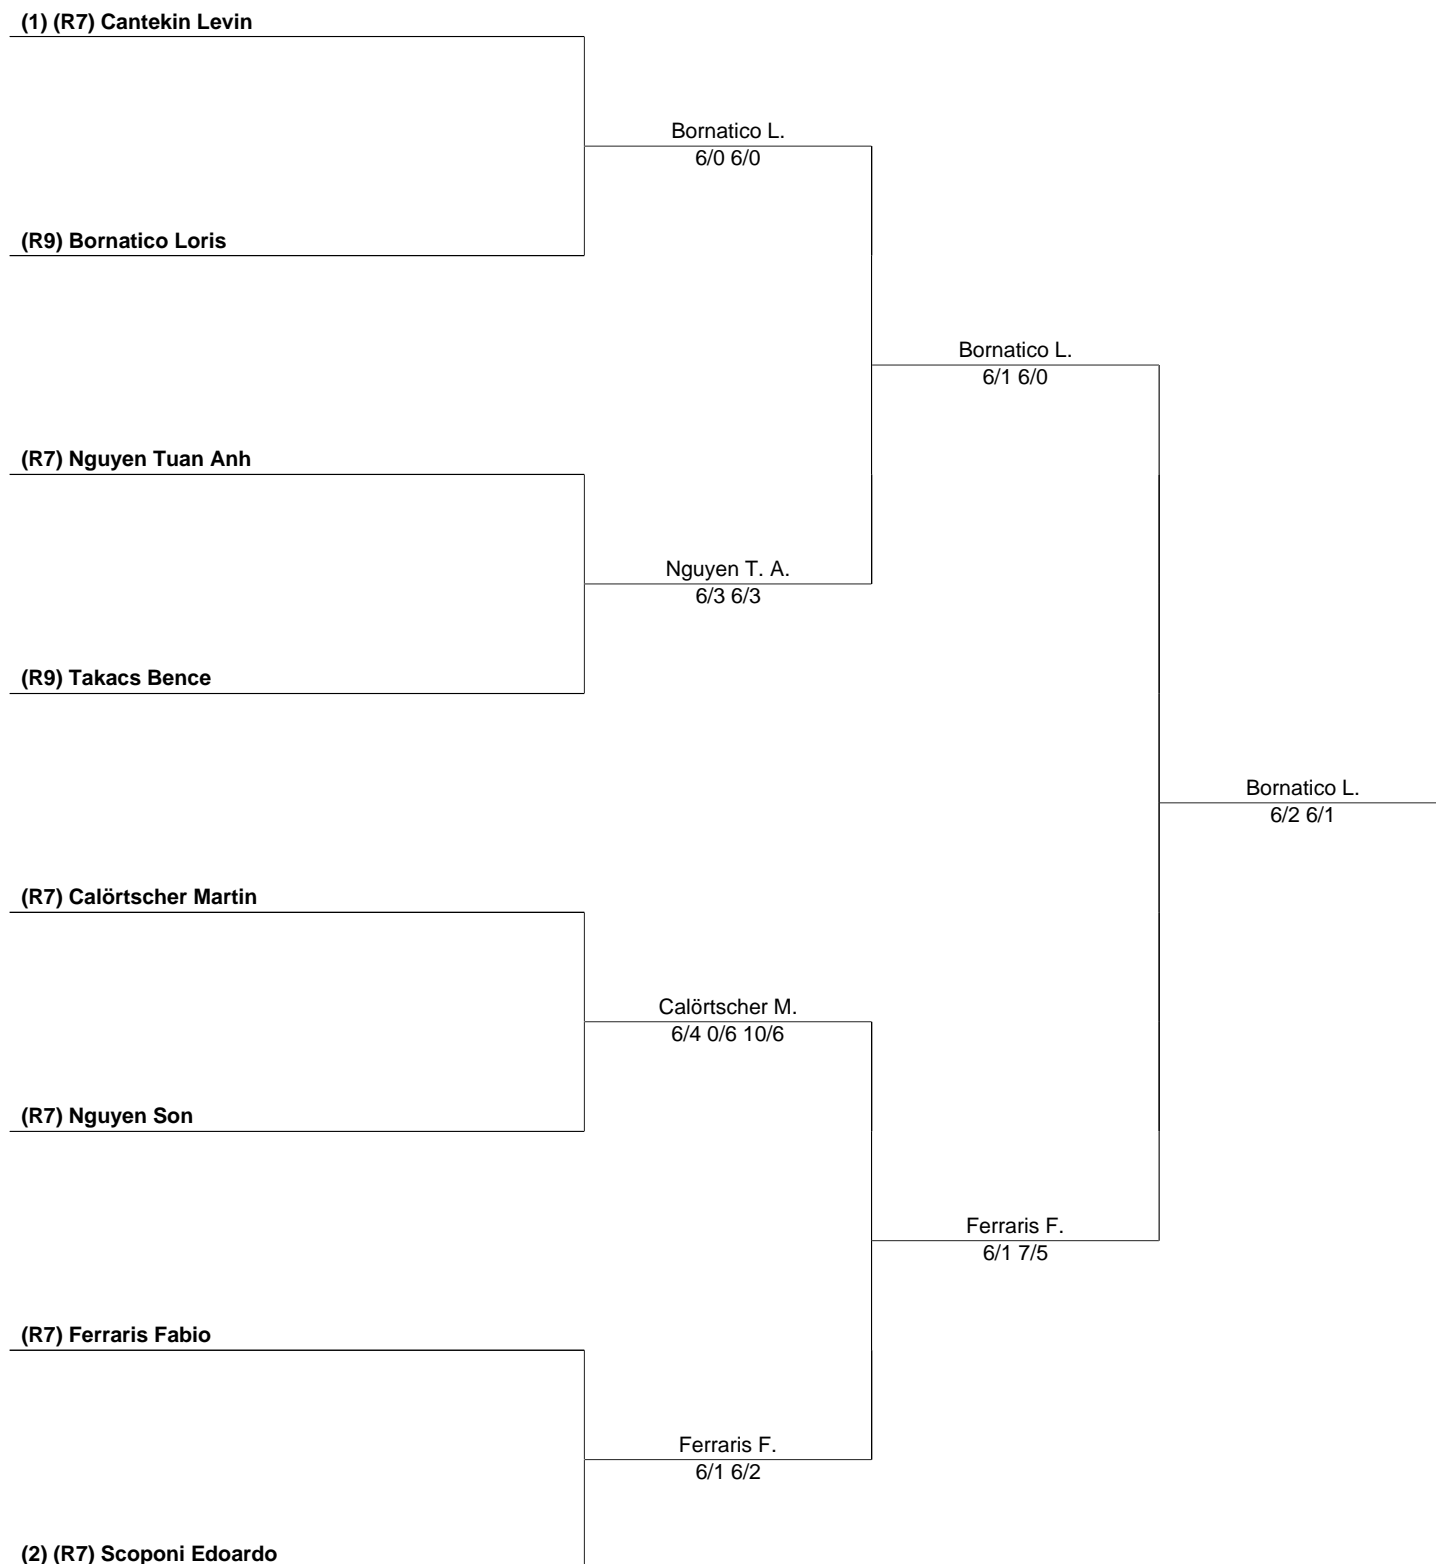 (1) (R7) Cantekin Levin
Bornatico L.
6/0 6/0
(R9) Bornatico Loris
Bornatico L.
6/1 6/0
(R7) Nguyen Tuan Anh
Nguyen T. A.
6/3 6/3
(R9) Takacs Bence
Bornatico L.
6/2 6/1
(R7) Calörtscher Martin
Calörtscher M.
6/4 0/6 10/6
(R7) Nguyen Son
Ferraris F.
6/1 7/5
(R7) Ferraris Fabio
Ferraris F.
6/1 6/2
(2) (R7) Scoponi Edoardo